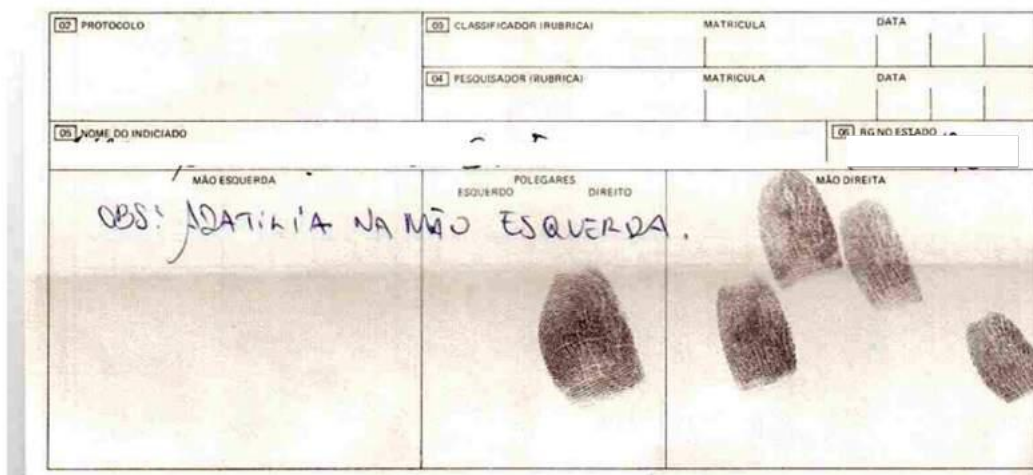 02 PROTOCOLO
03 CLASSIFICADOR (RUBRICA) MATRICULA DATA
04 PESQUISADOR (RUBRICA) MATRICULA DATA
05 NOME DO INDICIADO
06 RG NO ESTADO
MÃO ESQUERDA
POLEGARES
ESQUERDO DIREITO
MÃO DIREITA
OBS: ADATILIA NA MÃO ESQUERDA.